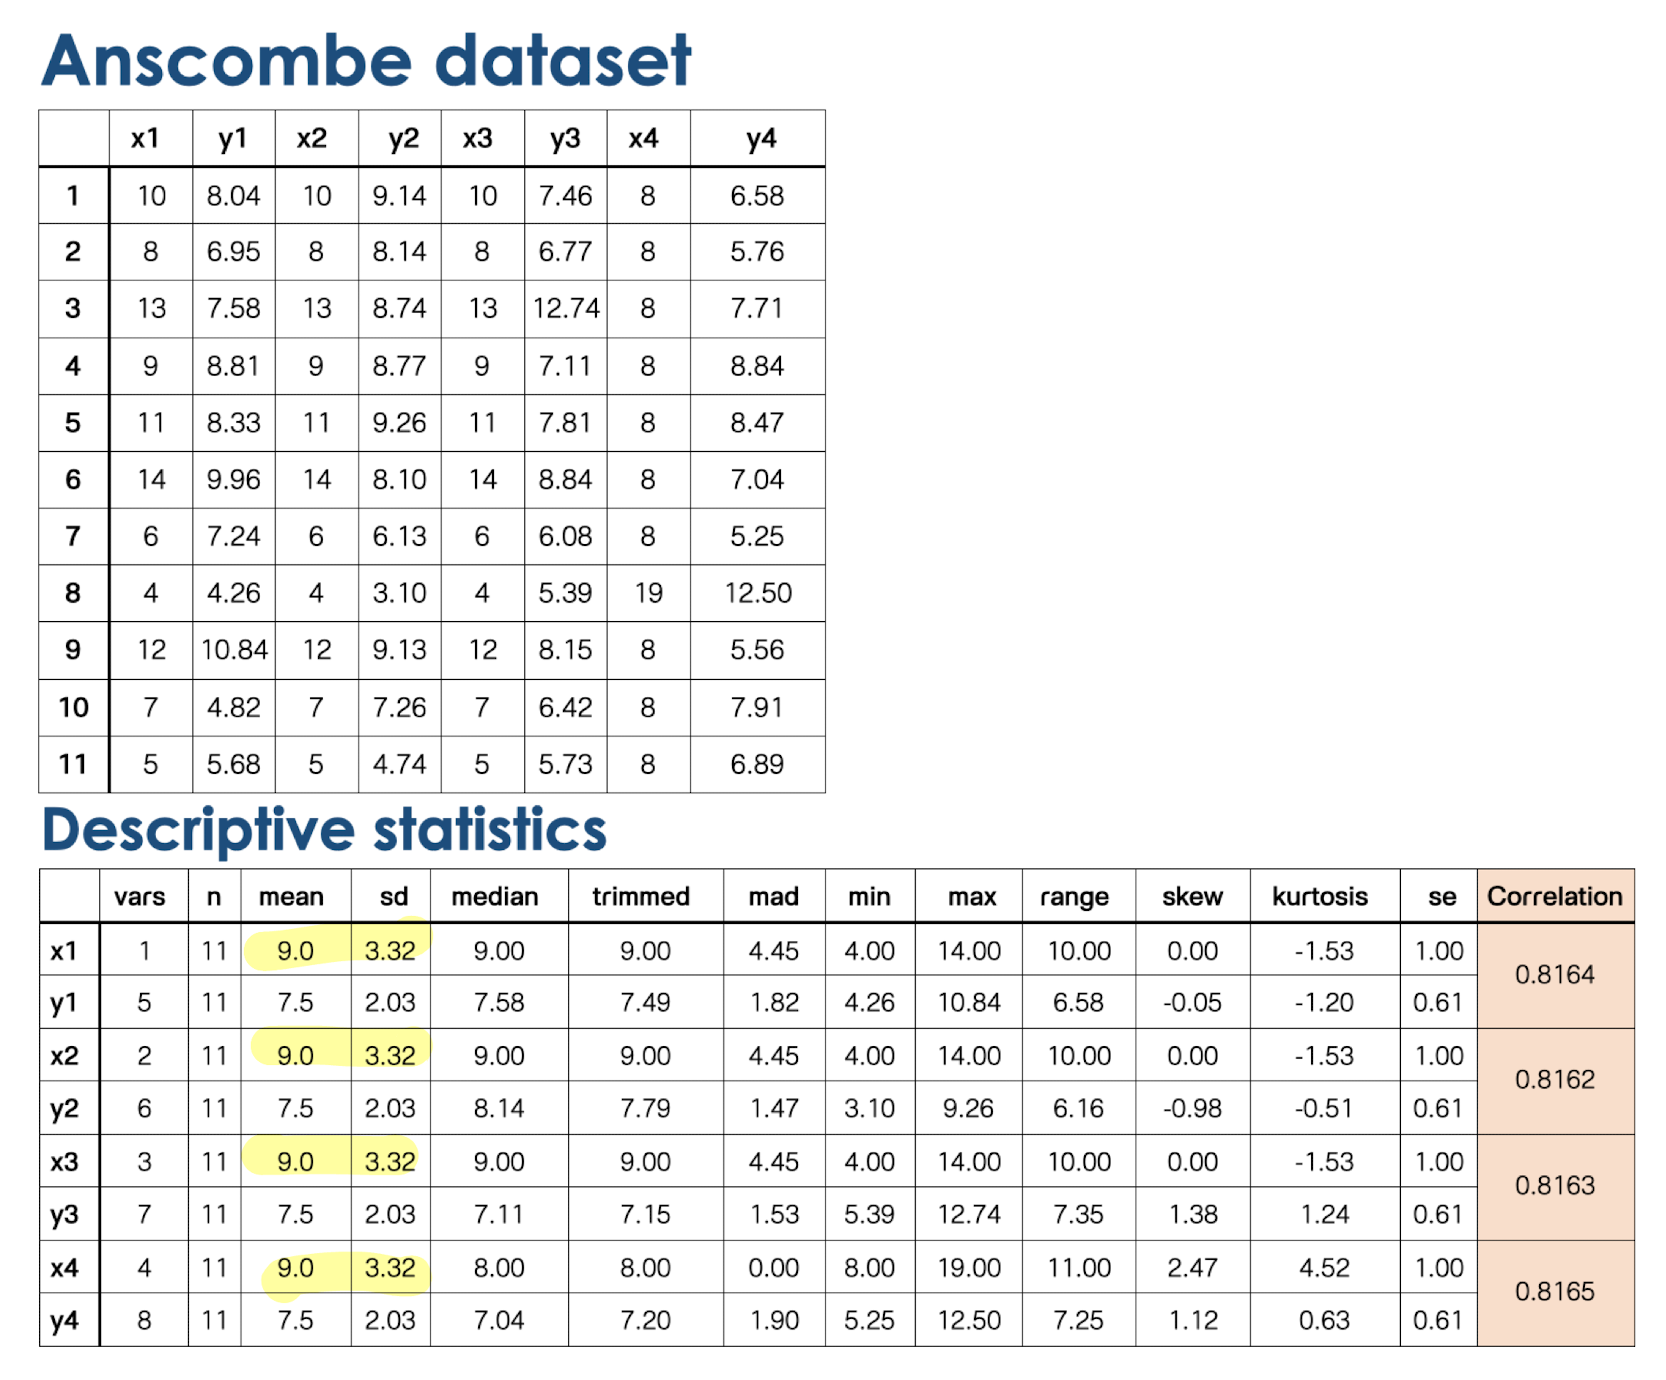 Anscombe dataset
x1 y1 x2 y2 x3 y3 x4 y4
1 10 8.04 10 9.14 10 7.46 8 6.58
2 8 6.95 8 8.14 8 6.77 8 5.76
3 13 7.58 13 8.74 13 12.74 8 7.71
4 9 8.81 9 8.77 9 7.11 8 8.84
5 11 8.33 11 9.26 11 7.81 8 8.47
6 14 9.96 14 8.10 14 8.84 8 7.04
7 6 7.24 6 6.13 6 6.08 8 5.25
8 4 4.26 4 3.10 4 5.39 19 12.50
9 12 10.84 12 9.13 12 8.15 8 5.56
10 7 4.82 7 7.26 7 6.42 8 7.91
11 5 5.68 5 4.74 5 5.73 8 6.89
Descriptive statistics
vars n mean sd median trimmed mad min max range skew kurtosis se Correlation
x1 1 11 9.0 3.32 9.00 9.00 4.45 4.00 14.00 10.00 0.00 -1.53 1.00
0.8164
y1 5 11 7.5 2.03 7.58 7.49 1.82 4.26 10.84 6.58 -0.05 -1.20 0.61
x2 2 11 9.0 3.32 9.00 9.00 4.45 4.00 14.00 10.00 0.00 -1.53 1.00
0.8162
y2 6 11 7.5 2.03 8.14 7.79 1.47 3.10 9.26 6.16 -0.98 -0.51 0.61
x3 3 11 9.0 3.32 9.00 9.00 4.45 4.00 14.00 10.00 0.00 -1.53 1.00
0.8163
y3 7 11 7.5 2.03 7.11 7.15 1.53 5.39 12.74 7.35 1.38 1.24 0.61
x4 4 11 9.0 3.32 8.00 8.00 0.00 8.00 19.00 11.00 2.47 4.52 1.00
0.8165
y4 8 11 7.5 2.03 7.04 7.20 1.90 5.25 12.50 7.25 1.12 0.63 0.61